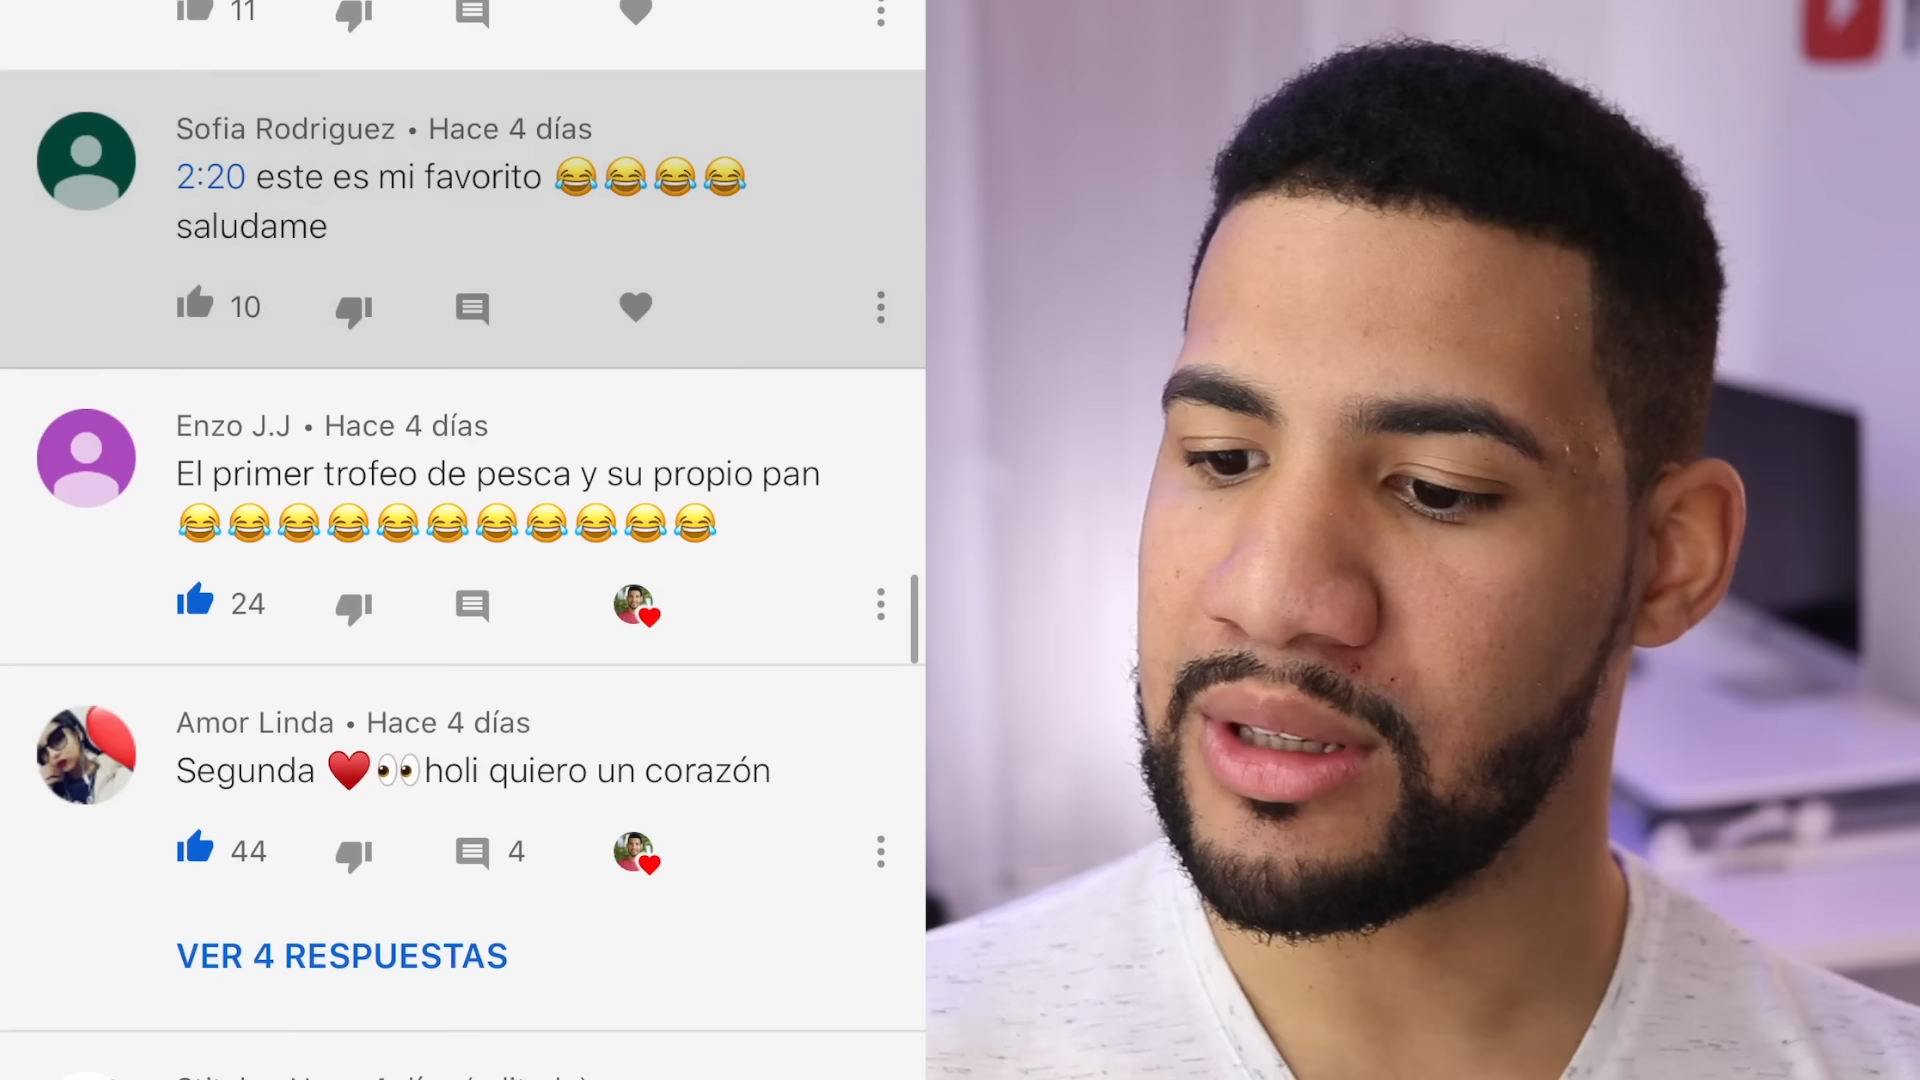 11
Sofia Rodriguez • Hace 4 días
2:20 este es mi favorito 😂😂😂😂
saludame
10
Enzo J.J • Hace 4 días
El primer trofeo de pesca y su propio pan
😂😂😂😂😂😂😂😂😂😂😂
24
Amor Linda • Hace 4 días
Segunda ♥️👀holi quiero un corazón
44
4
VER 4 RESPUESTAS